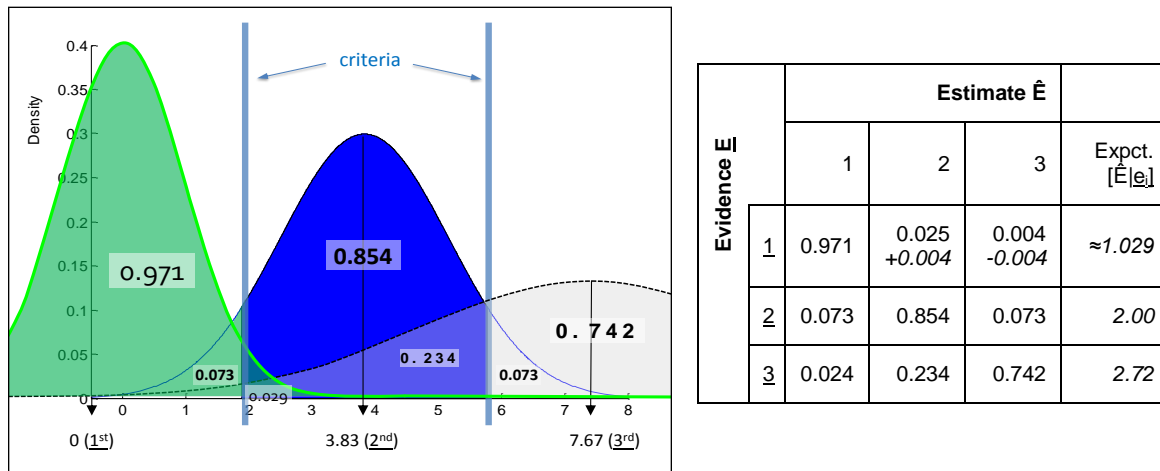 criteria
Density
0.4
0.35
0.3
0.25
0.2
0.15
0.1
0.05
0
0.971
0.854
0.742
0.234
0.073
0.073
0.029
0 1 2 3 4 5 6 7 8
0 (1st) 3.83 (2nd) 7.67 (3rd)
Evidence E
Estimate Ê
1 2 3 Expct.
[Ê|ei]
1 0.971 0.025 0.004 ≈1.029
+0.004 -0.004
2 0.073 0.854 0.073 2.00
3 0.024 0.234 0.742 2.72